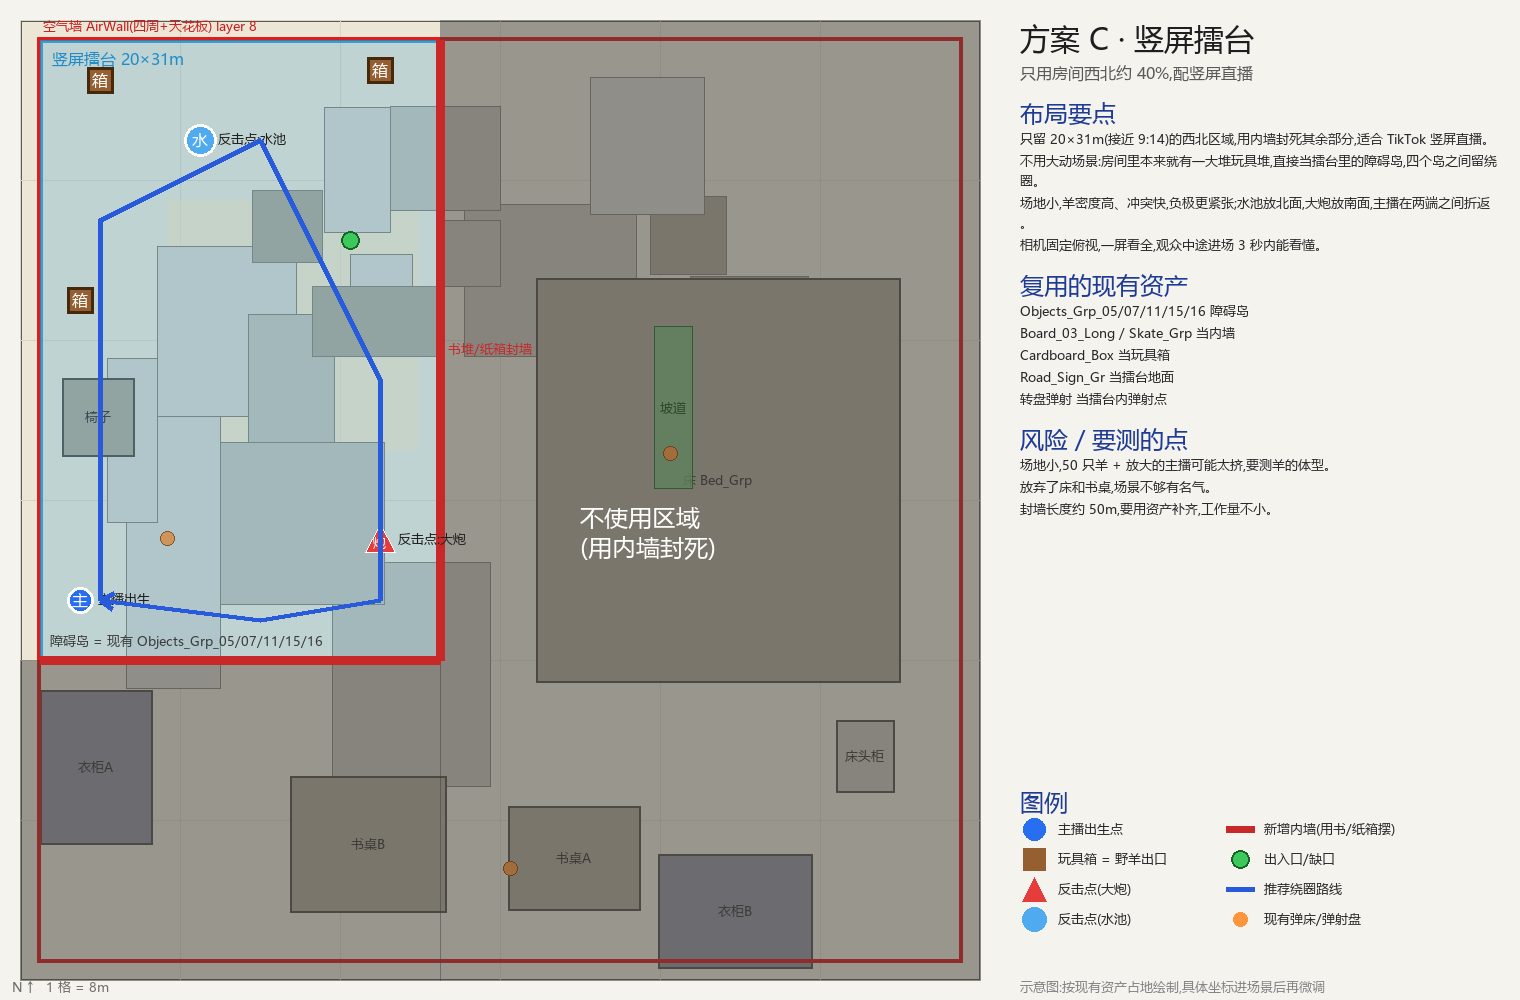 空气墙 AirWall(四周+天花板) layer 8
竖屏擂台 20×31m
箱
箱
水
反击点:水池
箱
书堆/纸箱封墙
椅子
坡道
床 Bed_Grp
不使用区域
(用内墙封死)
炮
反击点:大炮
主
主播出生
障碍岛 = 现有 Objects_Grp_05/07/11/15/16
衣柜A
床头柜
书桌B
书桌A
衣柜B
N↑ 1 格 = 8m
方案 C · 竖屏擂台
只用房间西北约 40%,配竖屏直播
布局要点
只留 20×31m(接近 9:14)的西北区域,用内墙封死其余部分,适合 TikTok 竖屏直播。
不用大动场景:房间里本来就有一大堆玩具堆,直接当擂台里的障碍岛,四个岛之间留绕
圈。
场地小,羊密度高、冲突快,负极更紧张;水池放北面,大炮放南面,主播在两端之间折返
。
相机固定俯视,一屏看全,观众中途进场 3 秒内能看懂。
复用的现有资产
Objects_Grp_05/07/11/15/16 障碍岛
Board_03_Long / Skate_Grp 当内墙
Cardboard_Box 当玩具箱
Road_Sign_Gr 当擂台地面
转盘弹射 当擂台内弹射点
风险 / 要测的点
场地小,50 只羊 + 放大的主播可能太挤,要测羊的体型。
放弃了床和书桌,场景不够有名气。
封墙长度约 50m,要用资产补齐,工作量不小。
图例
主播出生点
新增内墙(用书/纸箱摆)
玩具箱 = 野羊出口
出入口/缺口
反击点(大炮)
推荐绕圈路线
反击点(水池)
现有弹床/弹射盘
示意图:按现有资产占地绘制,具体坐标进场景后再微调